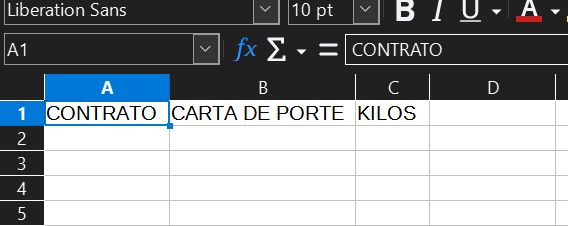 Liberation Sans 10 pt B I U A
A1 fx Σ = CONTRATO
A B C D
1 CONTRATO CARTA DE PORTE KILOS
2
3
4
5